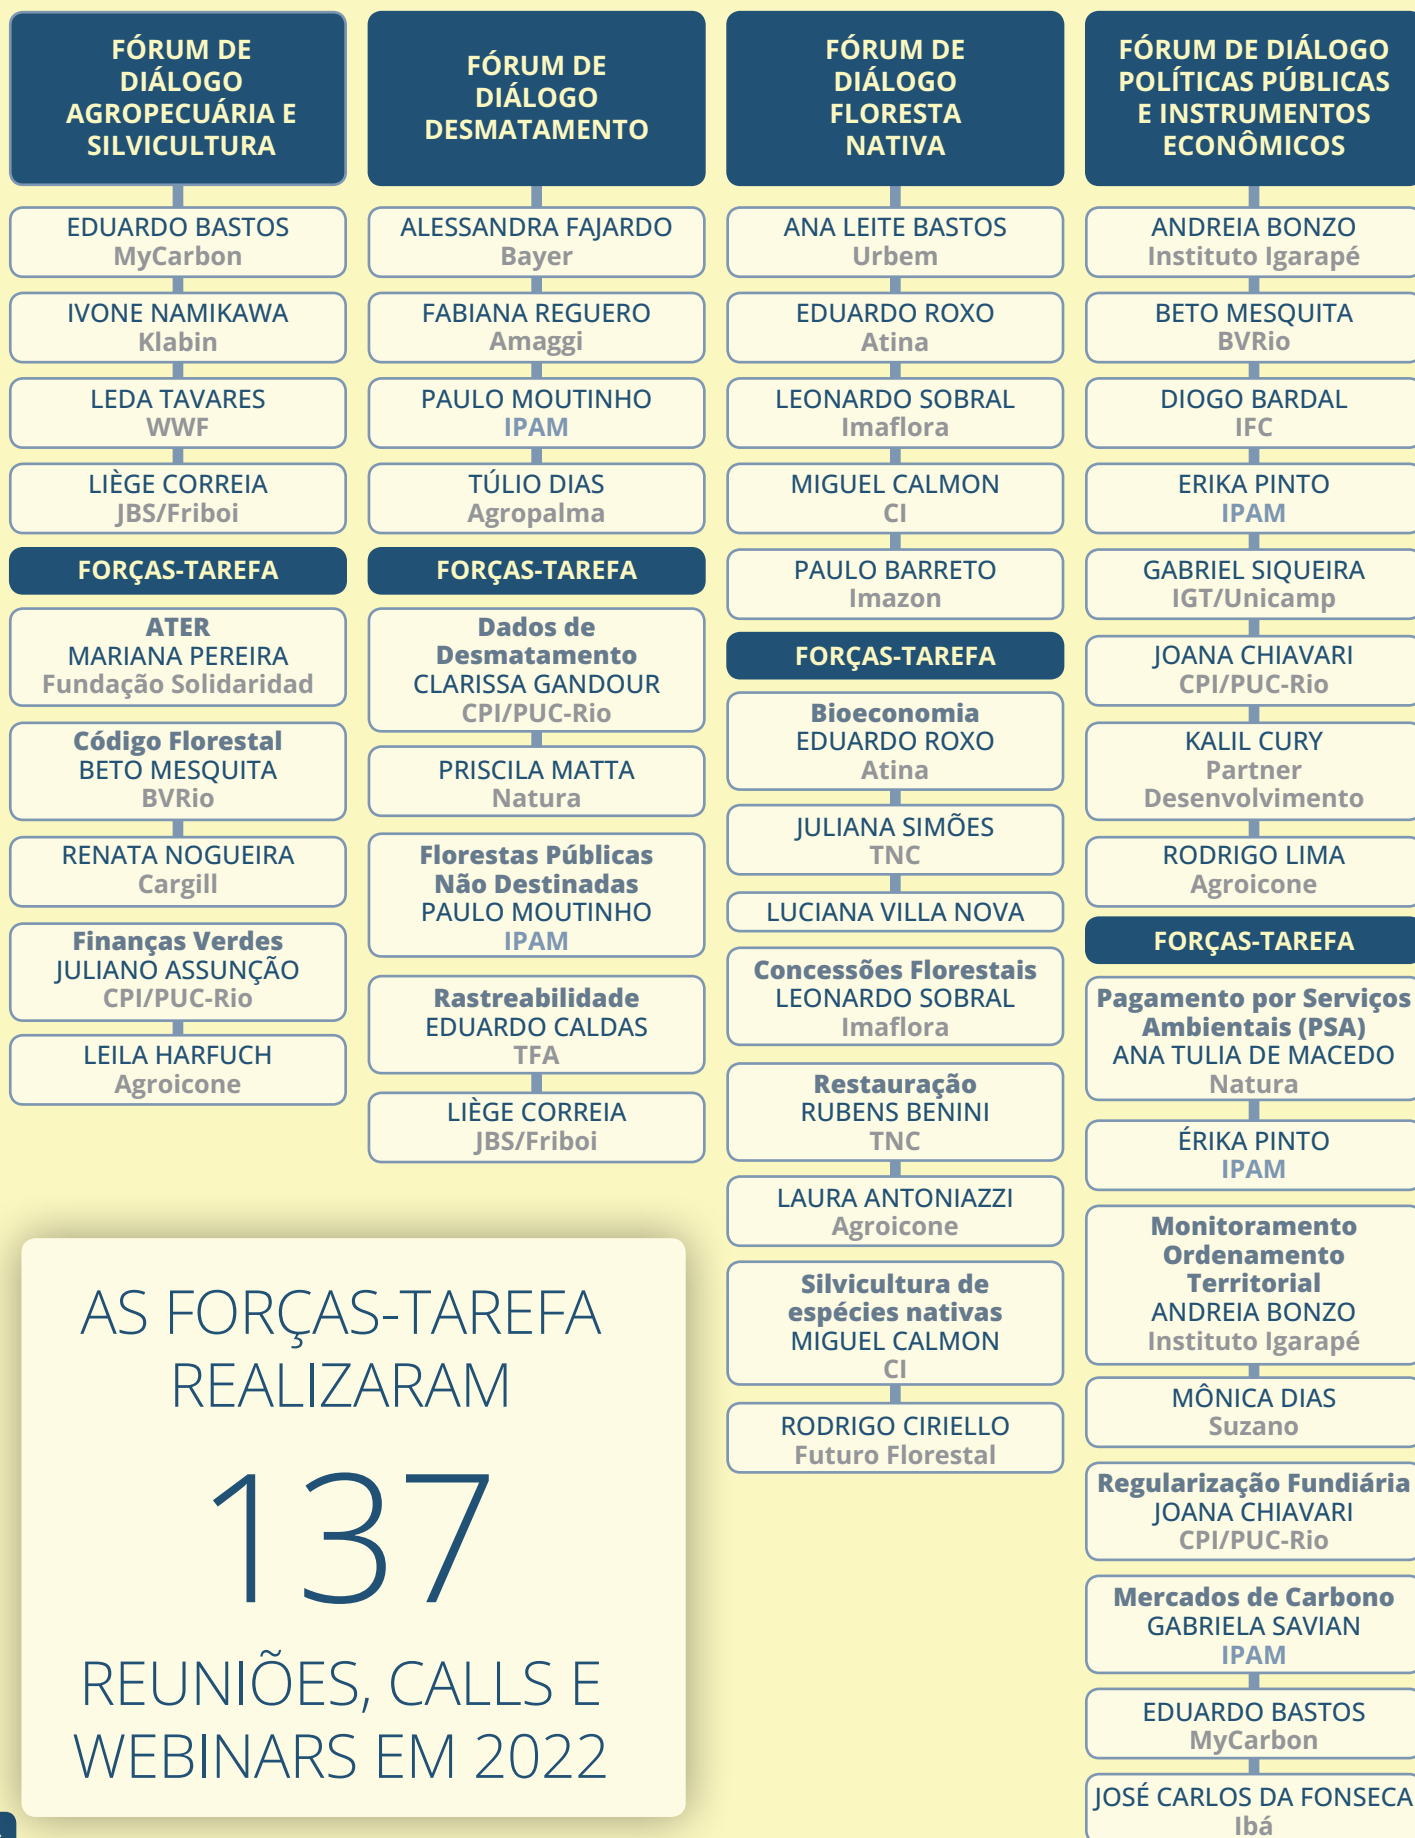 FÓRUM DE
DIÁLOGO
AGROPECUÁRIA E
SILVICULTURA
EDUARDO BASTOS
MyCarbon
IVONE NAMIKAWA
Klabin
LEDA TAVARES
WWF
LIÈGE CORREIA
JBS/Friboi
FORÇAS-TAREFA
ATER
MARIANA PEREIRA
Fundação Solidaridad
Código Florestal
BETO MESQUITA
BVRio
RENATA NOGUEIRA
Cargill
Finanças Verdes
JULIANO ASSUNÇÃO
CPI/PUC-Rio
LEILA HARFUCH
Agroicone
FÓRUM DE
DIÁLOGO
DESMATAMENTO
ALESSANDRA FAJARDO
Bayer
FABIANA REGUERO
Amaggi
PAULO MOUTINHO
IPAM
TÚLIO DIAS
Agropalma
FORÇAS-TAREFA
Dados de
Desmatamento
CLARISSA GANDOUR
CPI/PUC-Rio
PRISCILA MATTA
Natura
Florestas Públicas
Não Destinadas
PAULO MOUTINHO
IPAM
Rastreabilidade
EDUARDO CALDAS
TFA
LIÈGE CORREIA
JBS/Friboi
FÓRUM DE
DIÁLOGO
FLORESTA
NATIVA
ANA LEITE BASTOS
Urbem
EDUARDO ROXO
Atina
LEONARDO SOBRAL
Imaflora
MIGUEL CALMON
CI
PAULO BARRETO
Imazon
FORÇAS-TAREFA
Bioeconomia
EDUARDO ROXO
Atina
JULIANA SIMÕES
TNC
LUCIANA VILLA NOVA
Concessões Florestais
LEONARDO SOBRAL
Imaflora
Restauração
RUBENS BENINI
TNC
LAURA ANTONIAZZI
Agroicone
Silvicultura de
espécies nativas
MIGUEL CALMON
CI
RODRIGO CIRIELLO
Futuro Florestal
FÓRUM DE DIÁLOGO
POLÍTICAS PÚBLICAS
E INSTRUMENTOS
ECONÔMICOS
ANDREIA BONZO
Instituto Igarapé
BETO MESQUITA
BVRio
DIOGO BARDAL
IFC
ERIKA PINTO
IPAM
GABRIEL SIQUEIRA
IGT/Unicamp
JOANA CHIAVARI
CPI/PUC-Rio
KALIL CURY
Partner
Desenvolvimento
RODRIGO LIMA
Agroicone
FORÇAS-TAREFA
Pagamento por Serviços
Ambientais (PSA)
ANA TULIA DE MACEDO
Natura
ÉRIKA PINTO
IPAM
Monitoramento
Ordenamento
Territorial
ANDREIA BONZO
Instituto Igarapé
MÔNICA DIAS
Suzano
Regularização Fundiária
JOANA CHIAVARI
CPI/PUC-Rio
Mercados de Carbono
GABRIELA SAVIAN
IPAM
EDUARDO BASTOS
MyCarbon
JOSÉ CARLOS DA FONSECA
Ibá
AS FORÇAS-TAREFA
REALIZARAM
137
REUNIÕES, CALLS E
WEBINARS EM 2022